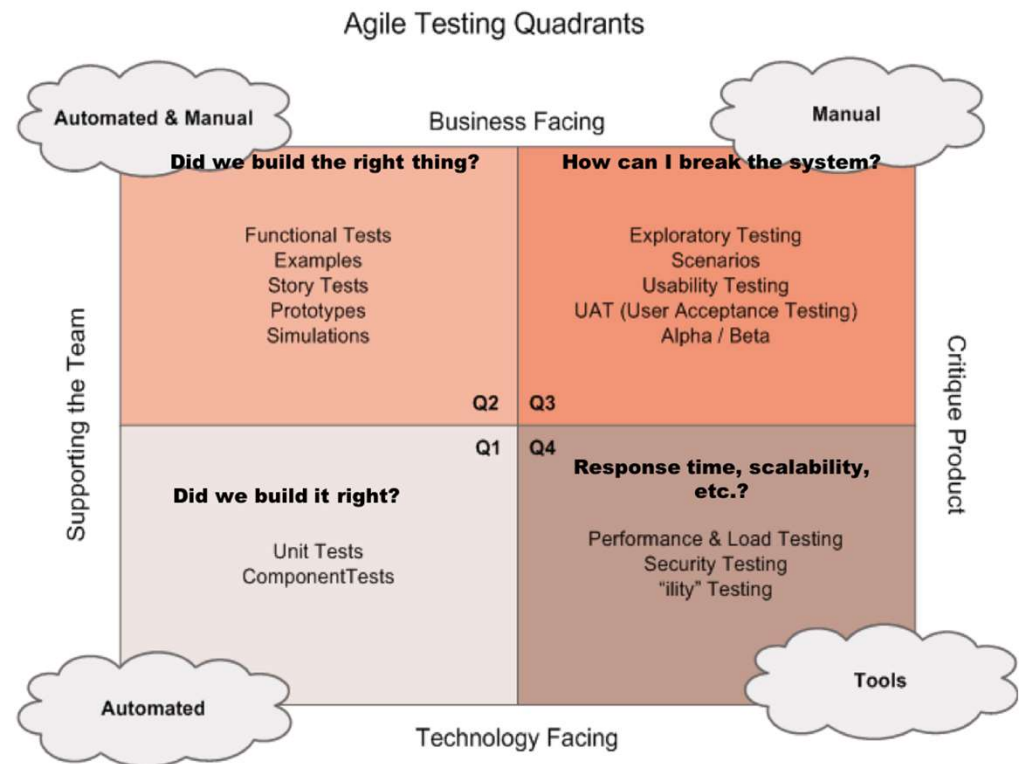 Agile Testing Quadrants
Automated & Manual
Business Facing
Manual
Did we build the right thing?
How can I break the system?
Functional Tests
Examples
Story Tests
Prototypes
Simulations
Exploratory Testing
Scenarios
Usability Testing
UAT (User Acceptance Testing)
Alpha / Beta
Supporting the Team
Critique Product
Q2
Q3
Q1
Q4
Did we build it right?
Response time, scalability,
etc.?
Unit Tests
ComponentTests
Performance & Load Testing
Security Testing
“ility” Testing
Automated
Technology Facing
Tools